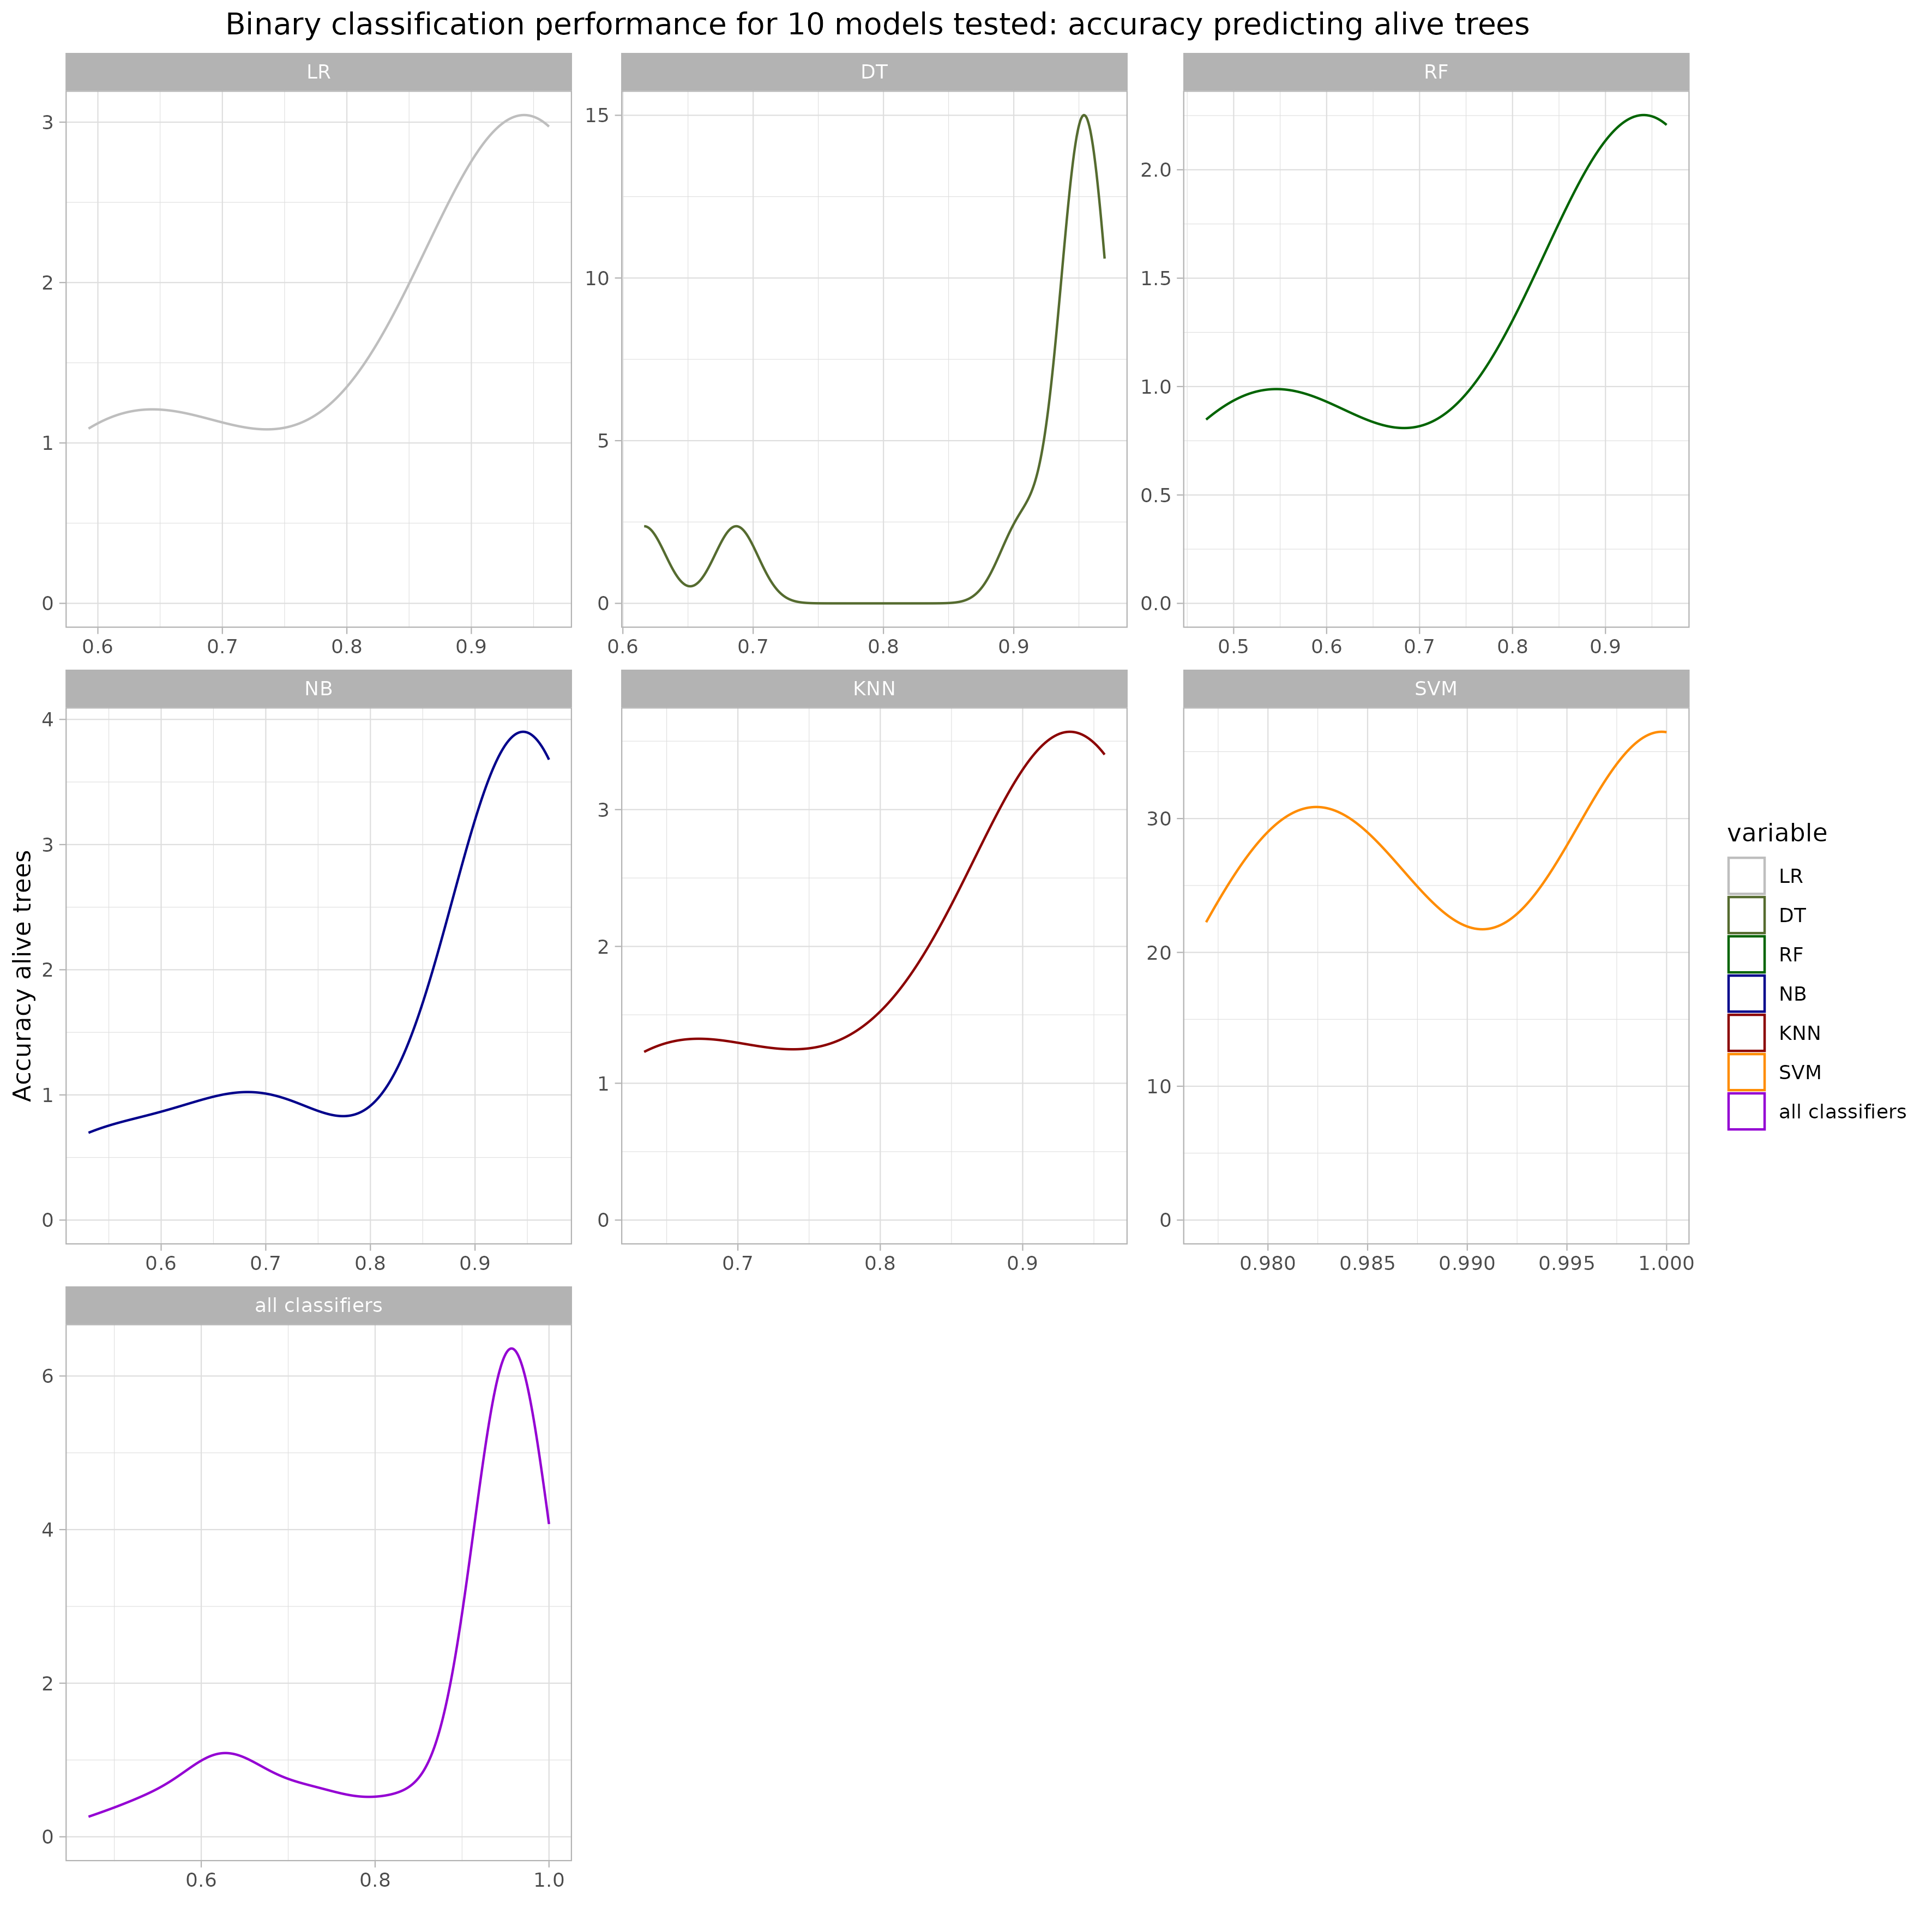 Binary classification performance for 10 models tested: accuracy predicting alive trees
LR
DT
RF
3
2
1
0
0.6 0.7 0.8 0.9
15
10
5
0
0.6 0.7 0.8 0.9
2.0
1.5
1.0
0.5
0.0
0.5 0.6 0.7 0.8 0.9
NB
KNN
SVM
4
3
2
1
0
0.6 0.7 0.8 0.9
3
2
1
0
0.7 0.8 0.9
30
20
10
0
0.980 0.985 0.990 0.995 1.000
Accuracy alive trees
all classifiers
6
4
2
0
0.6 0.8 1.0
variable
LR
DT
RF
NB
KNN
SVM
all classifiers